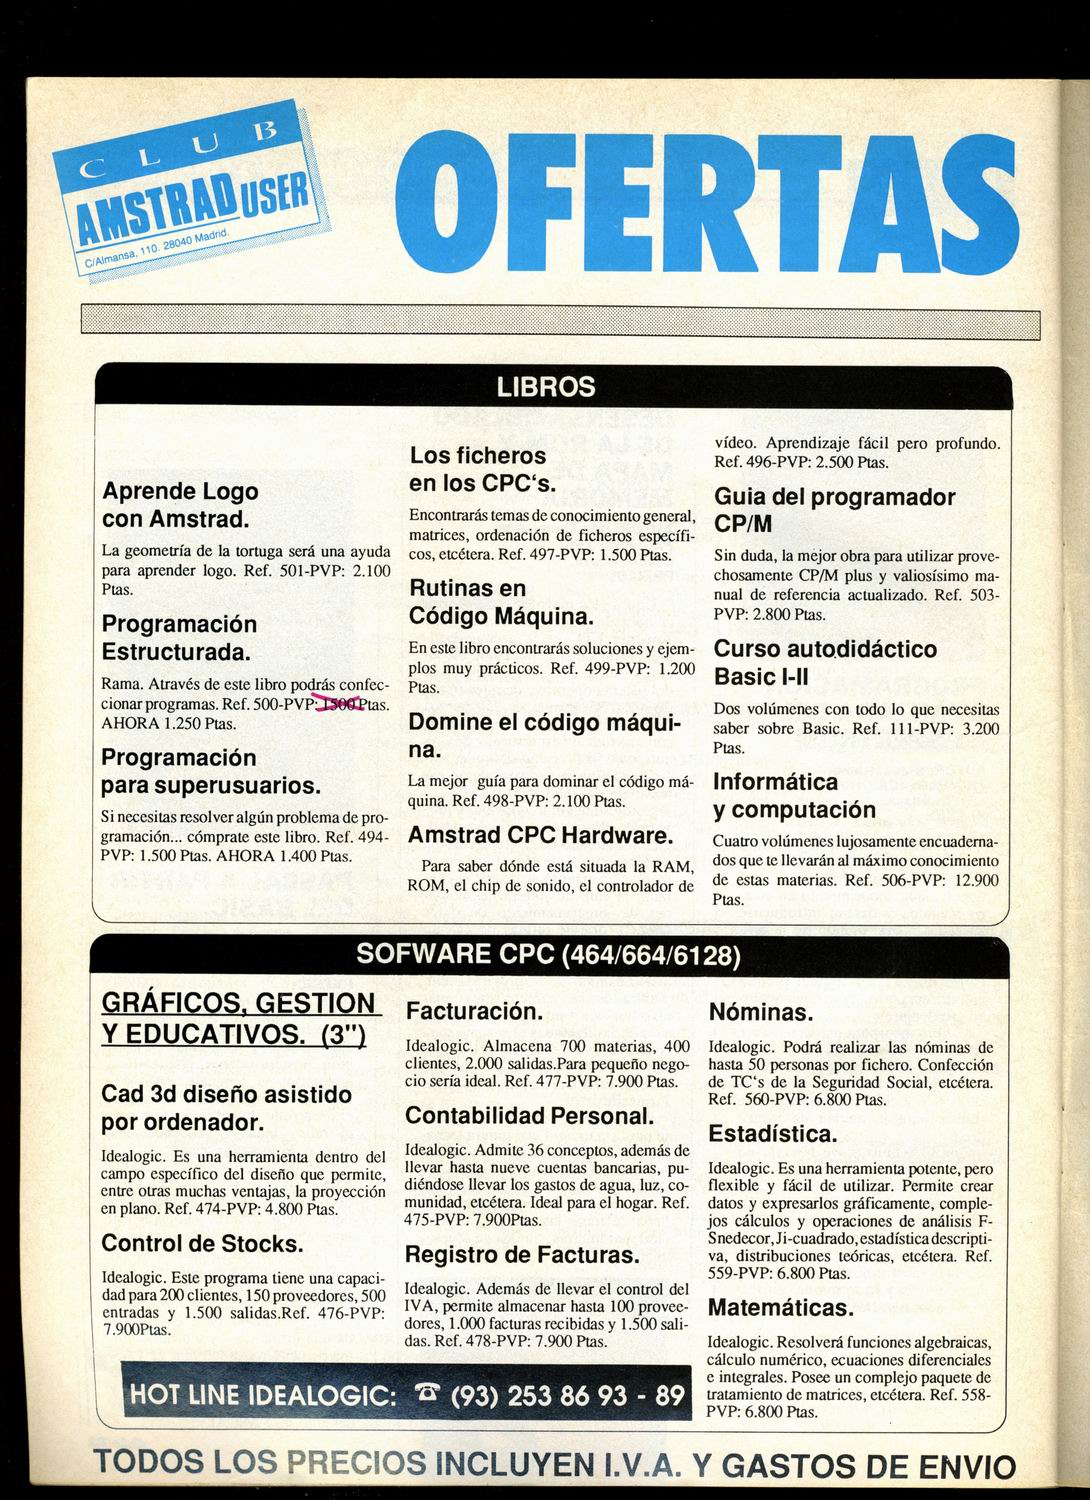 CLUB
AMSTRAD USER
C/Almansa, 110. 28040 Madrid.
OFERTAS
LIBROS
Aprende Logo
con Amstrad.
La geometría de la tortuga será una ayuda
para aprender logo. Ref. 501-PVP: 2.100
Ptas.
Programación
Estructurada.
Rama. Através de este libro podrás confec-
cionar programas. Ref. 500-PVP: 1500 Ptas.
AHORA 1.250 Ptas.
Programación
para superusuarios.
Si necesitas resolver algún problema de pro-
gramación... cómprate este libro. Ref. 494-
PVP: 1.500 Ptas. AHORA 1.400 Ptas.
Los ficheros
en los CPC‘s.
Encontrarás temas de conocimiento general,
matrices, ordenación de ficheros específi-
cos, etcétera. Ref. 497-PVP: 1.500 Ptas.
Rutinas en
Código Máquina.
En este libro encontrarás soluciones y ejem-
plos muy prácticos. Ref. 499-PVP: 1.200
Ptas.
Domine el código máqui-
na.
La mejor guía para dominar el código má-
quina. Ref. 498-PVP: 2.100 Ptas.
Amstrad CPC Hardware.
Para saber dónde está situada la RAM,
ROM, el chip de sonido, el controlador de
vídeo. Aprendizaje fácil pero profundo.
Ref. 496-PVP: 2.500 Ptas.
Guia del programador
CP/M
Sin duda, la mejor obra para utilizar prove-
chosamente CP/M plus y valiosísimo ma-
nual de referencia actualizado. Ref. 503-
PVP: 2.800 Ptas.
Curso autodidáctico
Basic I-II
Dos volúmenes con todo lo que necesitas
saber sobre Basic. Ref. 111-PVP: 3.200
Ptas.
Informática
y computación
Cuatro volúmenes lujosamente encuaderna-
dos que te llevarán al máximo conocimiento
de estas materias. Ref. 506-PVP: 12.900
Ptas.
SOFWARE CPC (464/664/6128)
GRÁFICOS, GESTION
Y EDUCATIVOS. (3")
Cad 3d diseño asistido
por ordenador.
Idealogic. Es una herramienta dentro del
campo específico del diseño que permite,
entre otras muchas ventajas, la proyección
en plano. Ref. 474-PVP: 4.800 Ptas.
Control de Stocks.
Idealogic. Este programa tiene una capaci-
dad para 200 clientes, 150 proveedores, 500
entradas y 1.500 salidas.Ref. 476-PVP:
7.900Ptas.
Facturación.
Idealogic. Almacena 700 materias, 400
clientes, 2.000 salidas.Para pequeño nego-
cio sería ideal. Ref. 477-PVP: 7.900 Ptas.
Contabilidad Personal.
Idealogic. Admite 36 conceptos, además de
llevar hasta nueve cuentas bancarias, pu-
diéndose llevar los gastos de agua, luz, co-
munidad, etcétera. Ideal para el hogar. Ref.
475-PVP: 7.900Ptas.
Registro de Facturas.
Idealogic. Además de llevar el control del
IVA, permite almacenar hasta 100 provee-
dores, 1.000 facturas recibidas y 1.500 sali-
das. Ref. 478-PVP: 7.900 Ptas.
Nóminas.
Idealogic. Podrá realizar las nóminas de
hasta 50 personas por fichero. Confección
de TC‘s de la Seguridad Social, etcétera.
Ref. 560-PVP: 6.800 Ptas.
Estadística.
Idealogic. Es una herramienta potente, pero
flexible y fácil de utilizar. Permite crear
datos y expresarlos gráficamente, comple-
jos cálculos y operaciones de análisis F-
Snedecor, Ji-cuadrado, estadística descripti-
va, distribuciones teóricas, etcétera. Ref.
559-PVP: 6.800 Ptas.
Matemáticas.
Idealogic. Resolverá funciones algebraicas,
cálculo numérico, ecuaciones diferenciales
e integrales. Posee un complejo paquete de
tratamiento de matrices, etcétera. Ref. 558-
PVP: 6.800 Ptas.
HOT LINE IDEALOGIC: ☎ (93) 253 86 93 - 89
TODOS LOS PRECIOS INCLUYEN I.V.A. Y GASTOS DE ENVIO